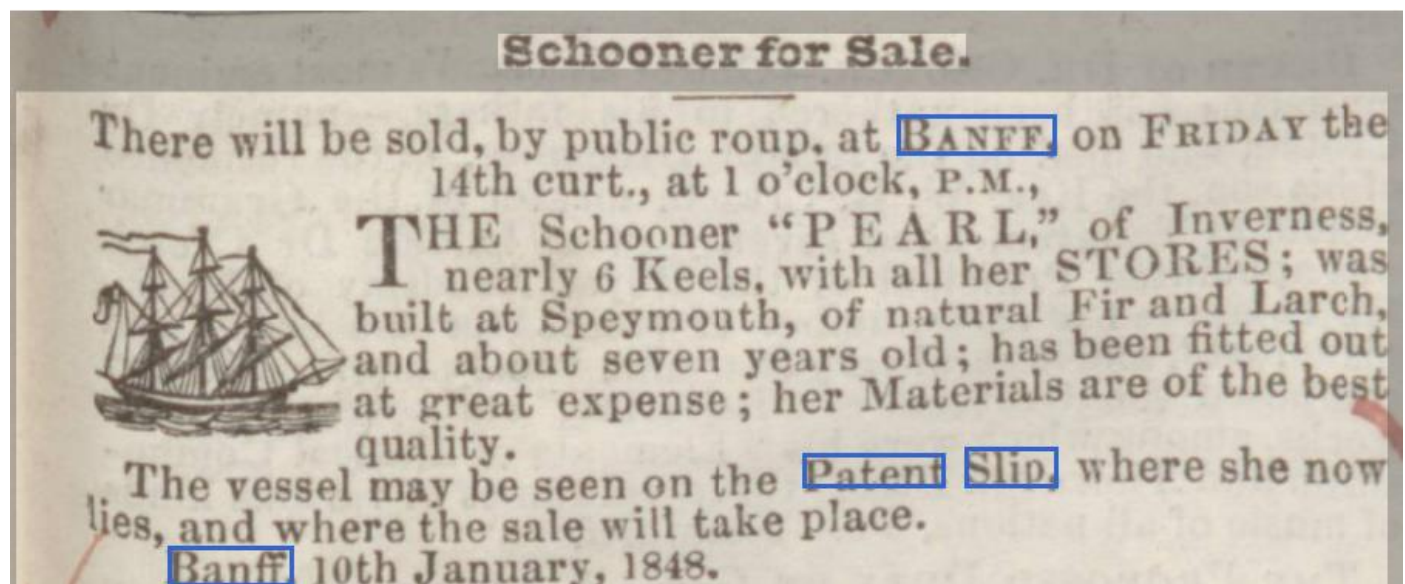 Schooner for Sale.
There will be sold, by public roup, at BANFF, on FRIDAY the
14th curt., at 1 o'clock, P.M.,
THE Schooner “PEARL,” of Inverness,
nearly 6 Keels, with all her STORES; was
built at Speymouth, of natural Fir and Larch,
and about seven years old; has been fitted out
at great expense; her Materials are of the best
quality.
The vessel may be seen on the Patent Slip, where she now
lies, and where the sale will take place.
Banff, 10th January, 1848.